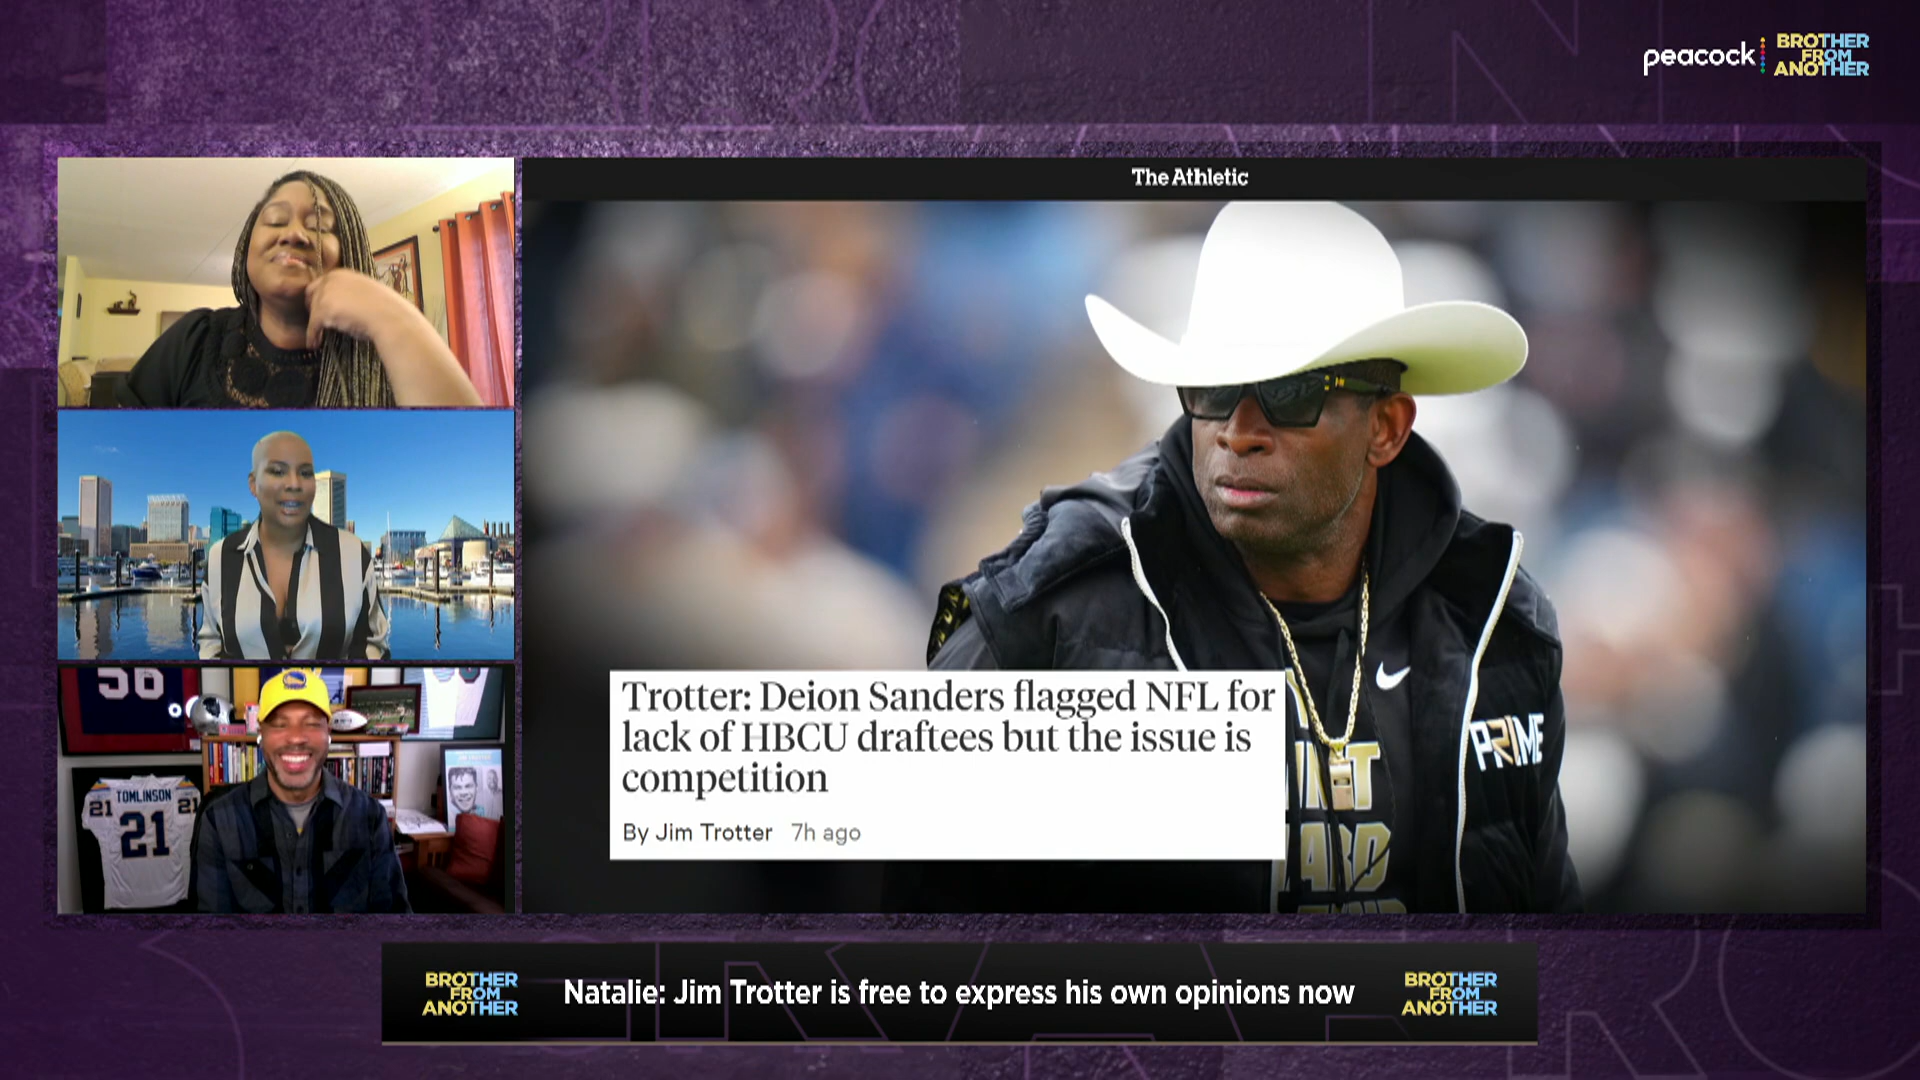 peacock
BROTHER
FROM
ANOTHER
The Athletic
56
TOMLINSON
21
21
21
PRIME
Trotter: Deion Sanders flagged NFL for
lack of HBCU draftees but the issue is
competition
By Jim Trotter 7h ago
BROTHER
FROM
ANOTHER
Natalie: Jim Trotter is free to express his own opinions now
BROTHER
FROM
ANOTHER